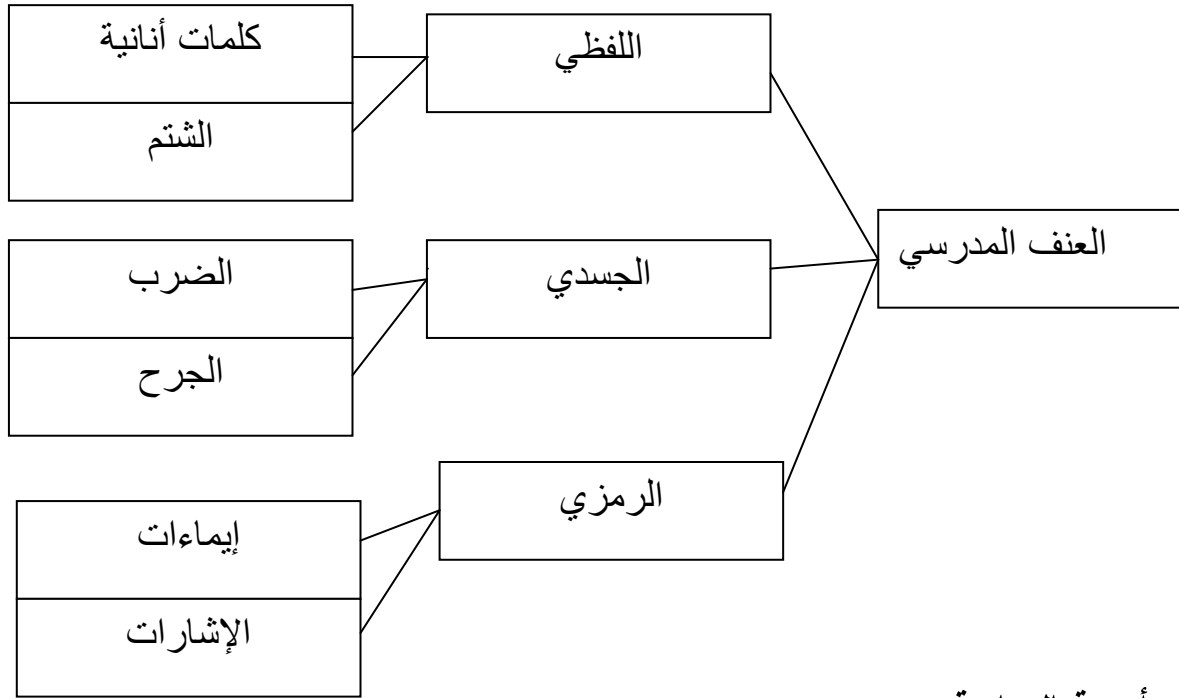 العنف المدرسي
اللفظي
كلمات أنانية
الشتم
الجسدي
الضرب
الجرح
الرمزي
إيماءات
الإشارات